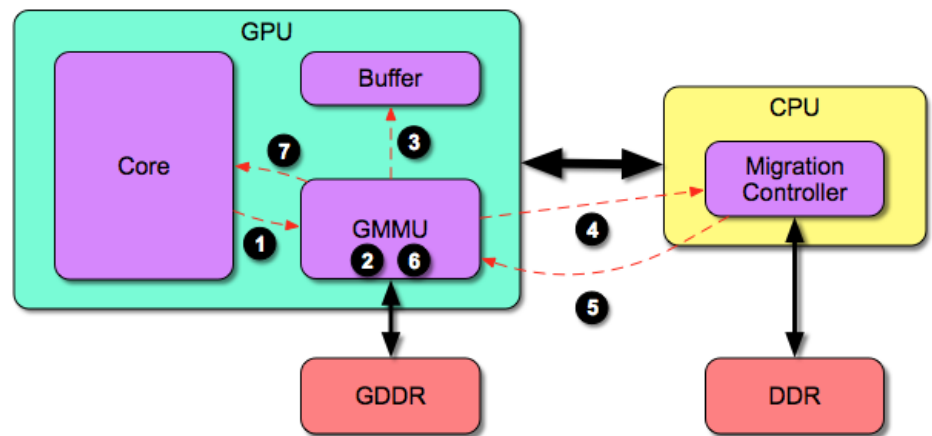 GPU
Core
Buffer
3
7
1
GMMU
2 6
4
5
CPU
Migration
Controller
GDDR
DDR